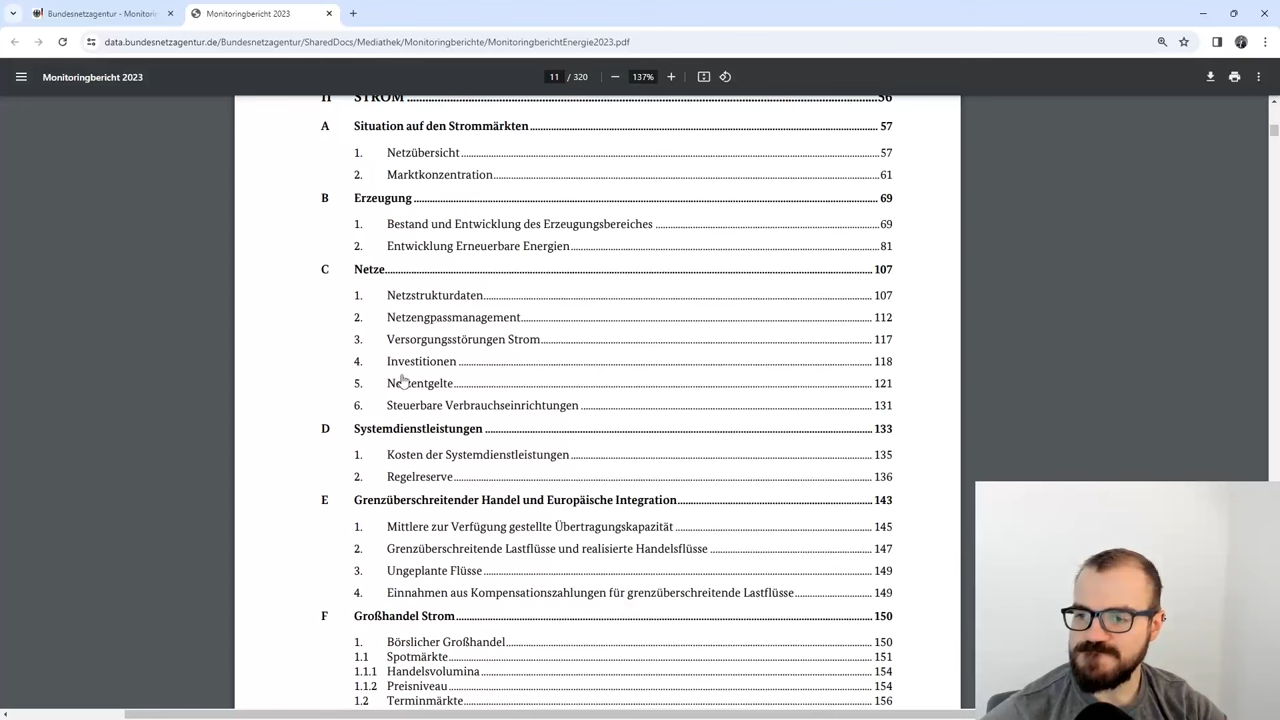 Bundesnetzagentur - Monitorin
Monitoringbericht 2023
data.bundesnetzagentur.de/Bundesnetzagentur/SharedDocs/Mediathek/Monitoringberichte/MonitoringberichtEnergie2023.pdf
Monitoringbericht 2023
11 / 320
137%
II STROM 56
A Situation auf den Strommärkten 57
1. Netzübersicht 57
2. Marktkonzentration 61
B Erzeugung 69
1. Bestand und Entwicklung des Erzeugungsbereiches 69
2. Entwicklung Erneuerbare Energien 81
C Netze 107
1. Netzstrukturdaten 107
2. Netzengpassmanagement 112
3. Versorgungsstörungen Strom 117
4. Investitionen 118
5. Netzentgelte 121
6. Steuerbare Verbrauchseinrichtungen 131
D Systemdienstleistungen 133
1. Kosten der Systemdienstleistungen 135
2. Regelreserve 136
E Grenzüberschreitender Handel und Europäische Integration 143
1. Mittlere zur Verfügung gestellte Übertragungskapazität 145
2. Grenzüberschreitende Lastflüsse und realisierte Handelsflüsse 147
3. Ungeplante Flüsse 149
4. Einnahmen aus Kompensationszahlungen für grenzüberschreitende Lastflüsse 149
F Großhandel Strom 150
1. Börslicher Großhandel 150
1.1 Spotmärkte 151
1.1.1 Handelsvolumina 154
1.1.2 Preisniveau 154
1.2 Terminmärkte 156